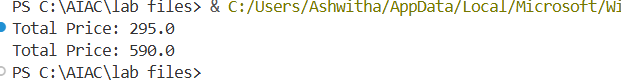 PS C:\AIAC\lab files> & C:/Users/Ashwitha/AppData/Local/Microsoft/Wi
Total Price: 295.0
Total Price: 590.0
PS C:\AIAC\lab files>